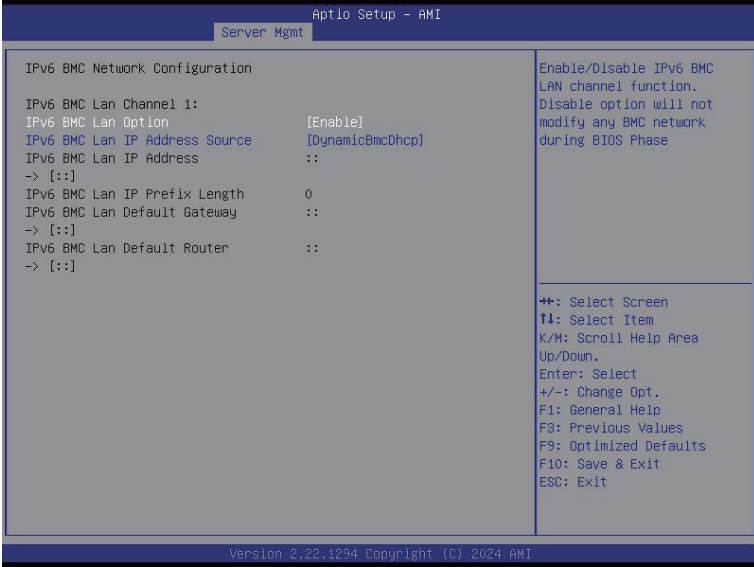 Aptio Setup – AMI
Server Mgmt
IPv6 BMC Network Configuration
IPv6 BMC Lan Channel 1:
IPv6 BMC Lan Option [Enable]
IPv6 BMC Lan IP Address Source [DynamicBmcDhcp]
IPv6 BMC Lan IP Address ::
-> [::]
IPv6 BMC Lan IP Prefix Length 0
IPv6 BMC Lan Default Gateway ::
-> [::]
IPv6 BMC Lan Default Router ::
-> [::]
Enable/Disable IPv6 BMC
LAN channel function.
Disable option will not
modify any BMC network
during BIOS Phase
→←: Select Screen
↑↓: Select Item
K/M: Scroll Help Area
Up/Down.
Enter: Select
+/-: Change Opt.
F1: General Help
F3: Previous Values
F9: Optimized Defaults
F10: Save & Exit
ESC: Exit
Version 2.22.1294 Copyright (C) 2024 AMI